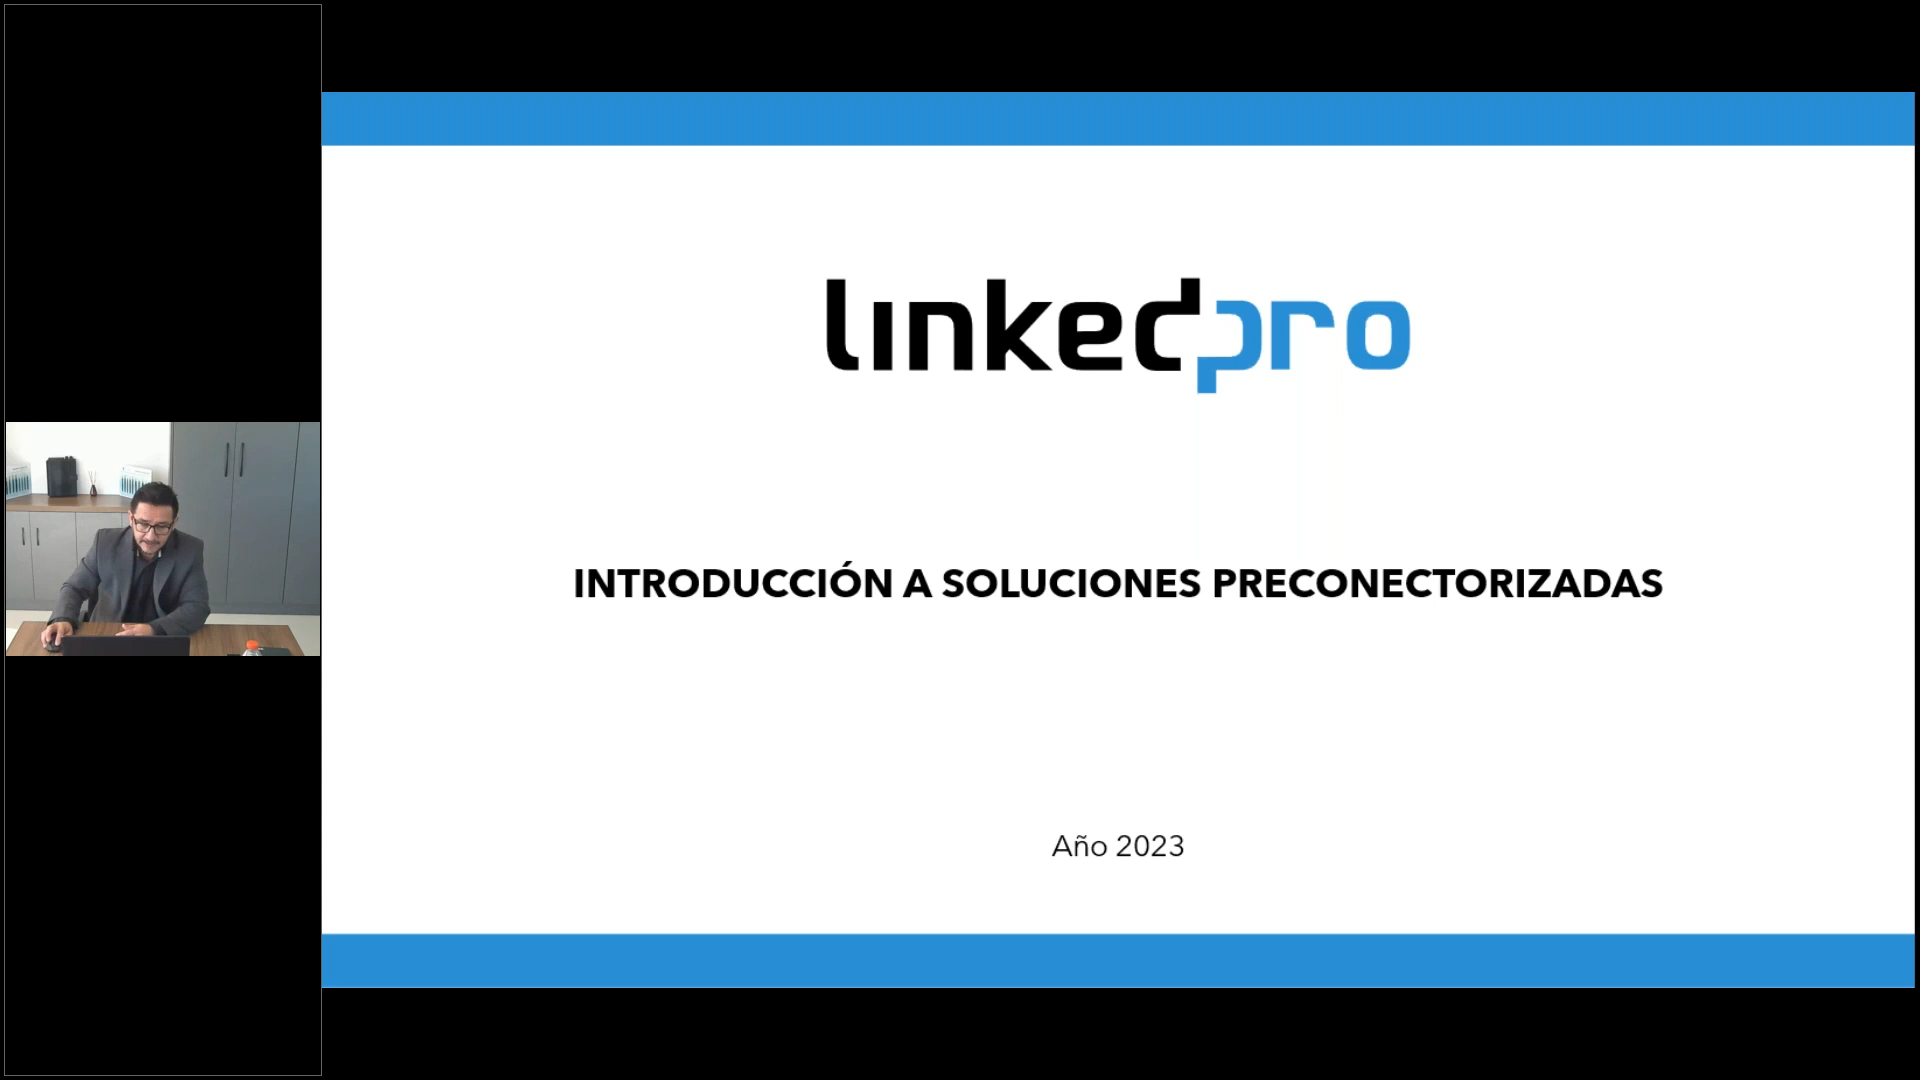 linkedpro
INTRODUCCIÓN A SOLUCIONES PRECONECTORIZADAS
Año 2023